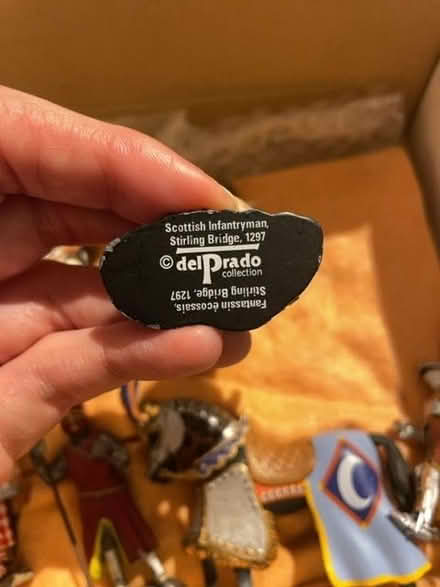 Scottish Infantryman,
Stirling Bridge, 1297
© delPrado
collection
Fantassin écossais,
Stirling Bridge, 1297